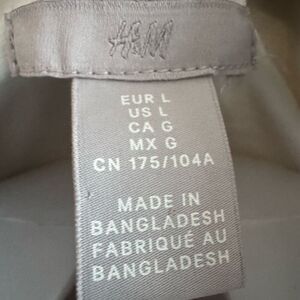 H&M
EUR L
US L
CA G
MX G
CN 175/104A
MADE IN
BANGLADESH
FABRIQUÉ AU
BANGLADESH